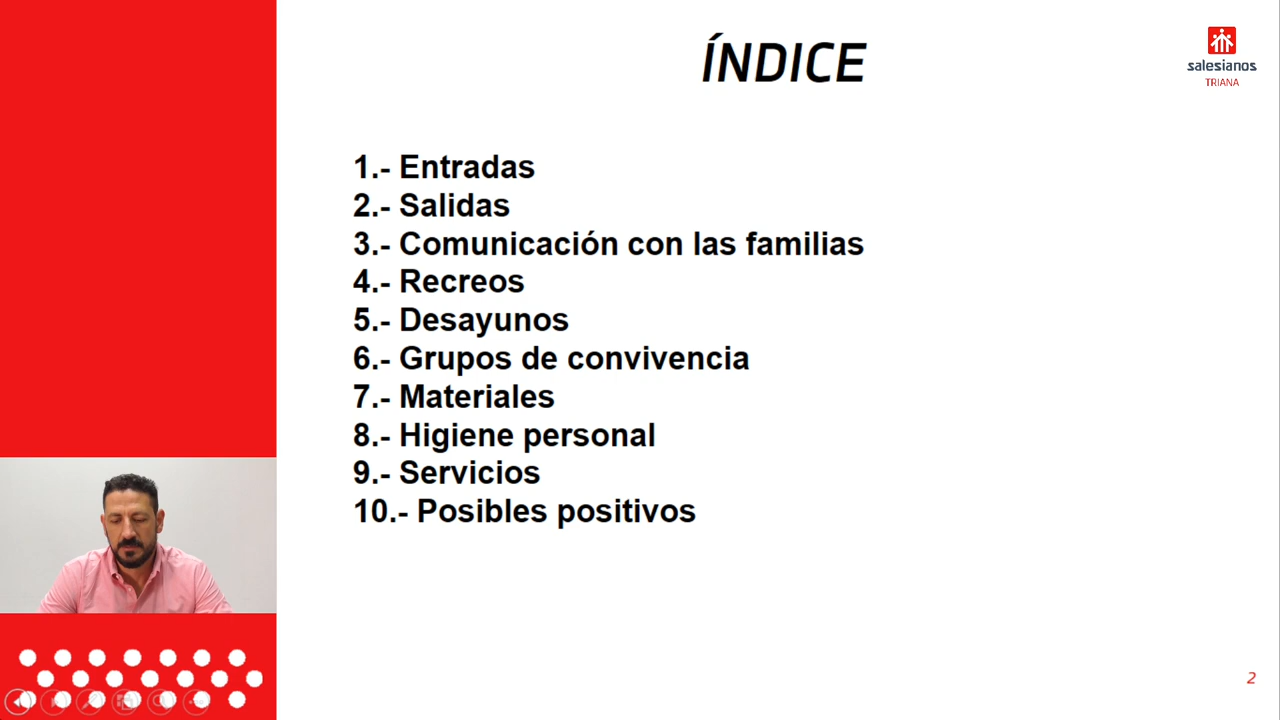 ÍNDICE
salesianos
TRIANA
1.- Entradas
2.- Salidas
3.- Comunicación con las familias
4.- Recreos
5.- Desayunos
6.- Grupos de convivencia
7.- Materiales
8.- Higiene personal
9.- Servicios
10.- Posibles positivos
2